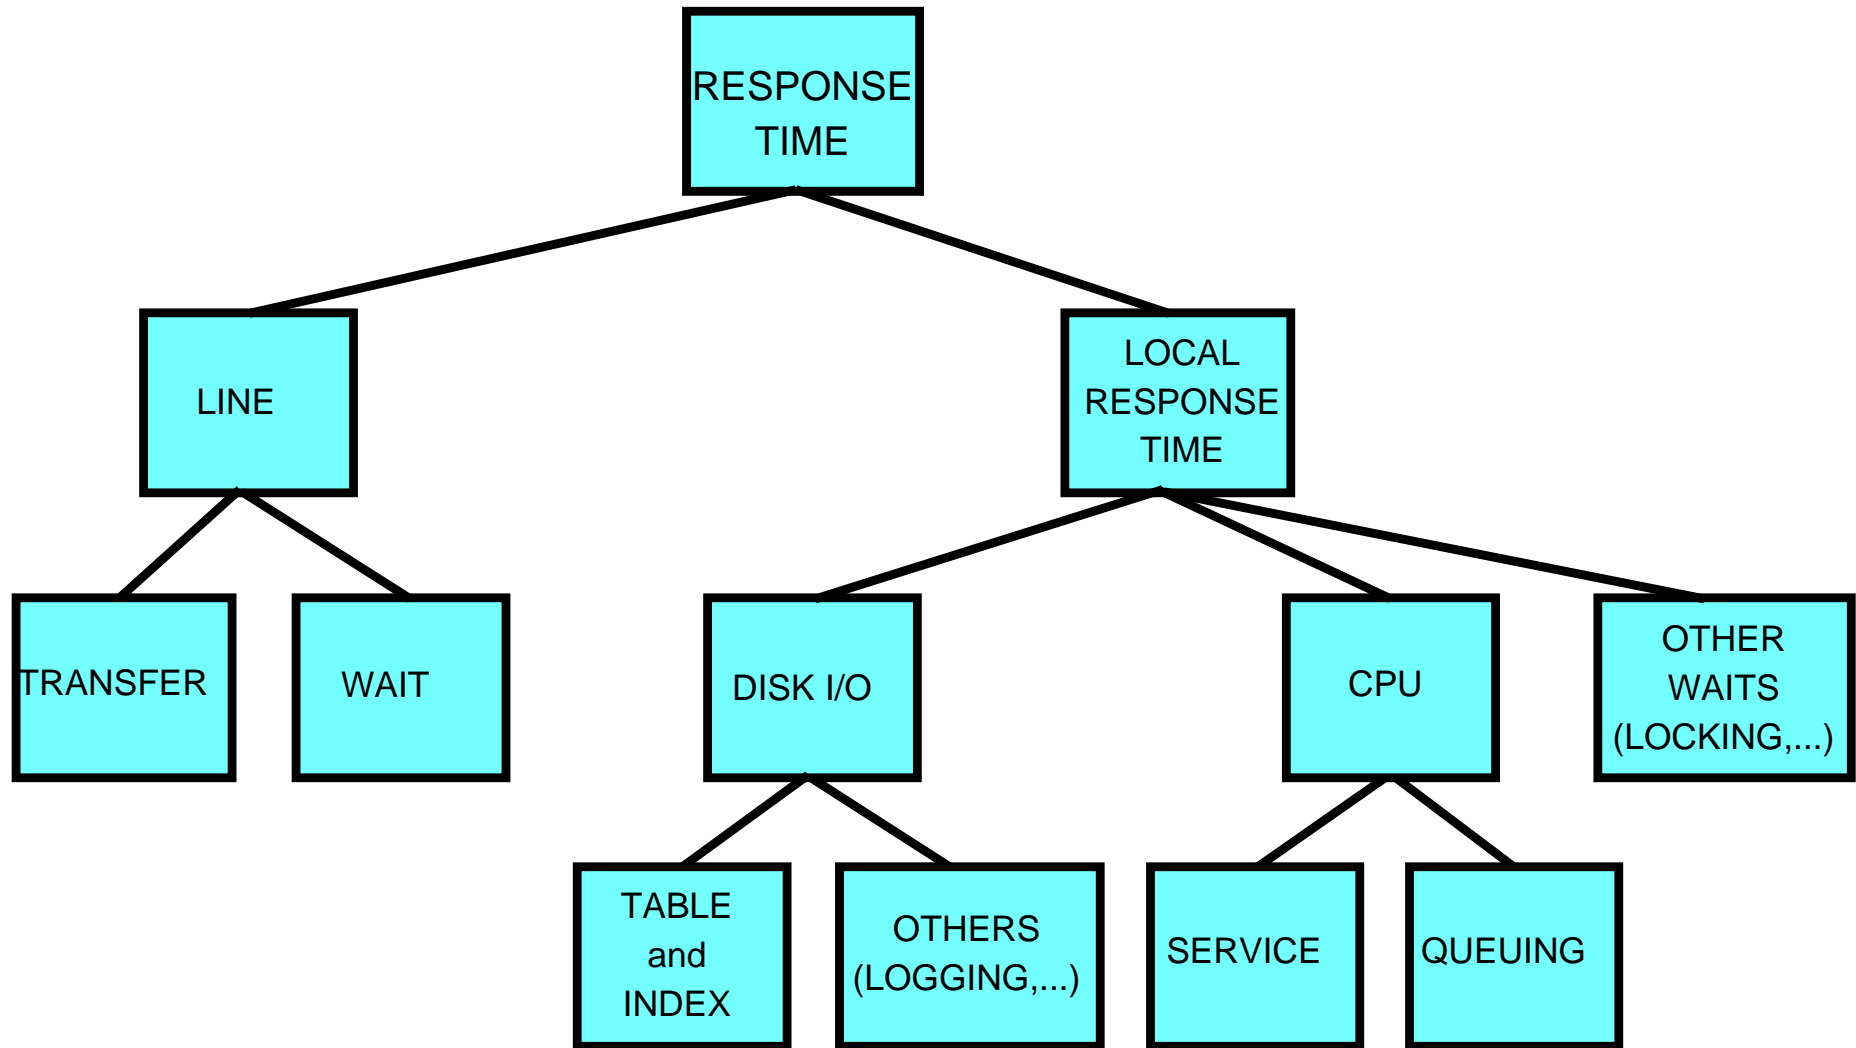 RESPONSE
TIME
LINE
LOCAL
RESPONSE
TIME
TRANSFER
WAIT
DISK I/O
CPU
OTHER
WAITS
(LOCKING,...)
TABLE
and
INDEX
OTHERS
(LOGGING,...)
SERVICE
QUEUING